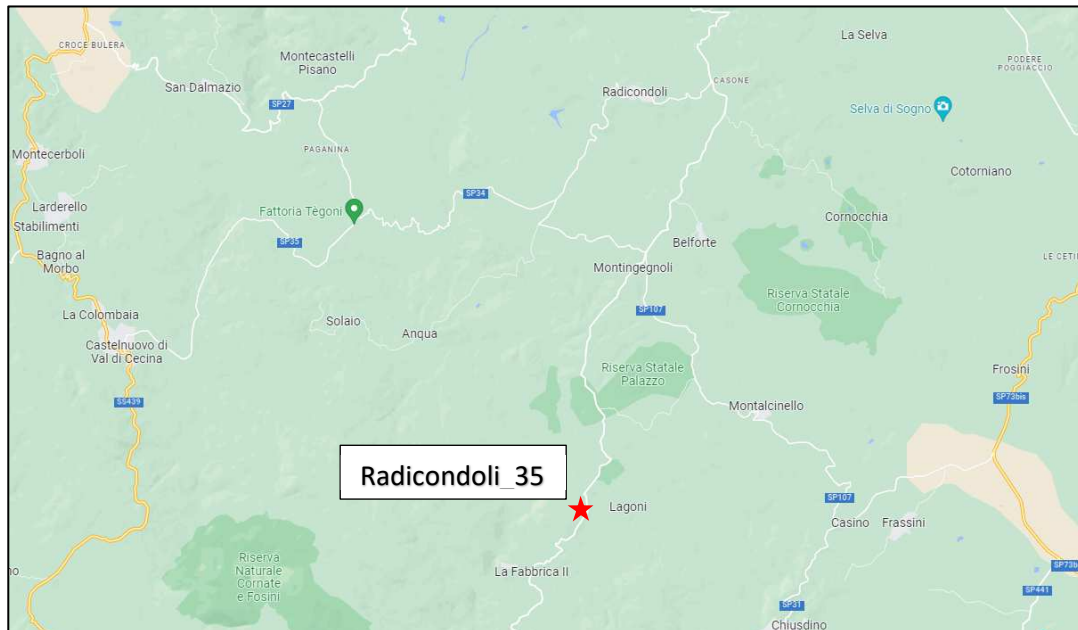 La Selva
CROCE BULERA
Montecastelli
Pisano
PODERE
POGGIACCIO
San Dalmazio
CASONE
Radicondoli
SP27
Selva di Sogno
PAGANINA
Montecerboli
Cotorniano
SP34
Larderello
Fattoria Tègoni
Cornocchia
Stabilimenti
SP35
Belforte
Bagno al
Morbo
LE CETI
Montingegnoli
Riserva Statale
Cornocchia
SP107
La Colombaia
Solaio
Anqua
Castelnuovo di
Val di Cecina
Riserva Statale
Palazzo
Frosini
SS439
SP73bis
Montalcinello
Radicondoli_35
SP107
Lagoni
Casino
Frassini
Riserva
Naturale
Cornate
e Fosini
La Fabbrica II
SP73b
SP441
SP31
Chiusdino